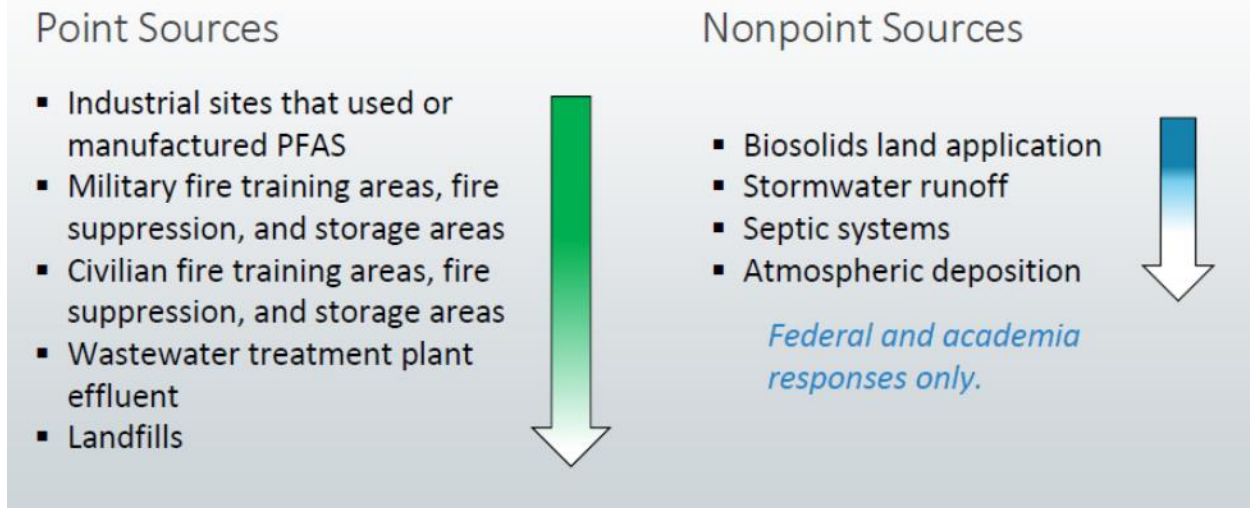 Point Sources
▪ Industrial sites that used or
manufactured PFAS
▪ Military fire training areas, fire
suppression, and storage areas
▪ Civilian fire training areas, fire
suppression, and storage areas
▪ Wastewater treatment plant
effluent
▪ Landfills
Nonpoint Sources
▪ Biosolids land application
▪ Stormwater runoff
▪ Septic systems
▪ Atmospheric deposition
Federal and academia
responses only.